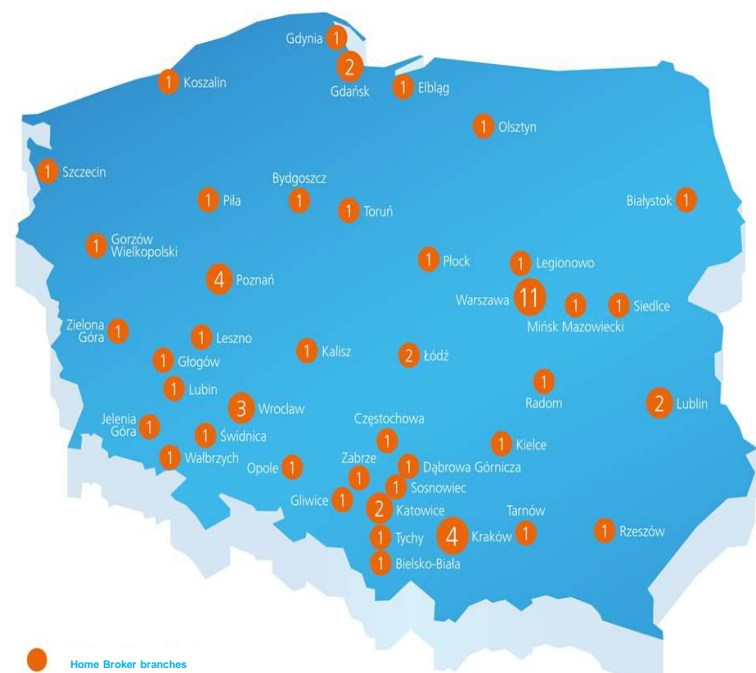 Gdynia 1
2
Gdańsk
1 Koszalin
1 Elbląg
1 Olsztyn
1 Szczecin
Bydgoszcz
1 Piła
1
1 Toruń
Białystok 1
1 Gorzów
Wielkopolski
4 Poznań
1 Płock
1 Legionowo
Warszawa 11
1
Mińsk Mazowiecki
1 Siedlce
Zielona
Góra 1
1 Leszno
1 Głogów
1 Kalisz
2 Łódź
1 Lubin
1
Radom
2 Lublin
3 Wrocław
Jelenia
Góra 1
1 Świdnica
1 Wałbrzych
Częstochowa
1
1 Kielce
Opole 1
Zabrze
1
1 Dąbrowa Górnicza
1 Sosnowiec
Gliwice 1
2 Katowice
Tarnów
1
1 Tychy
4 Kraków
1 Rzeszów
1 Bielsko-Biała
Home Broker branches